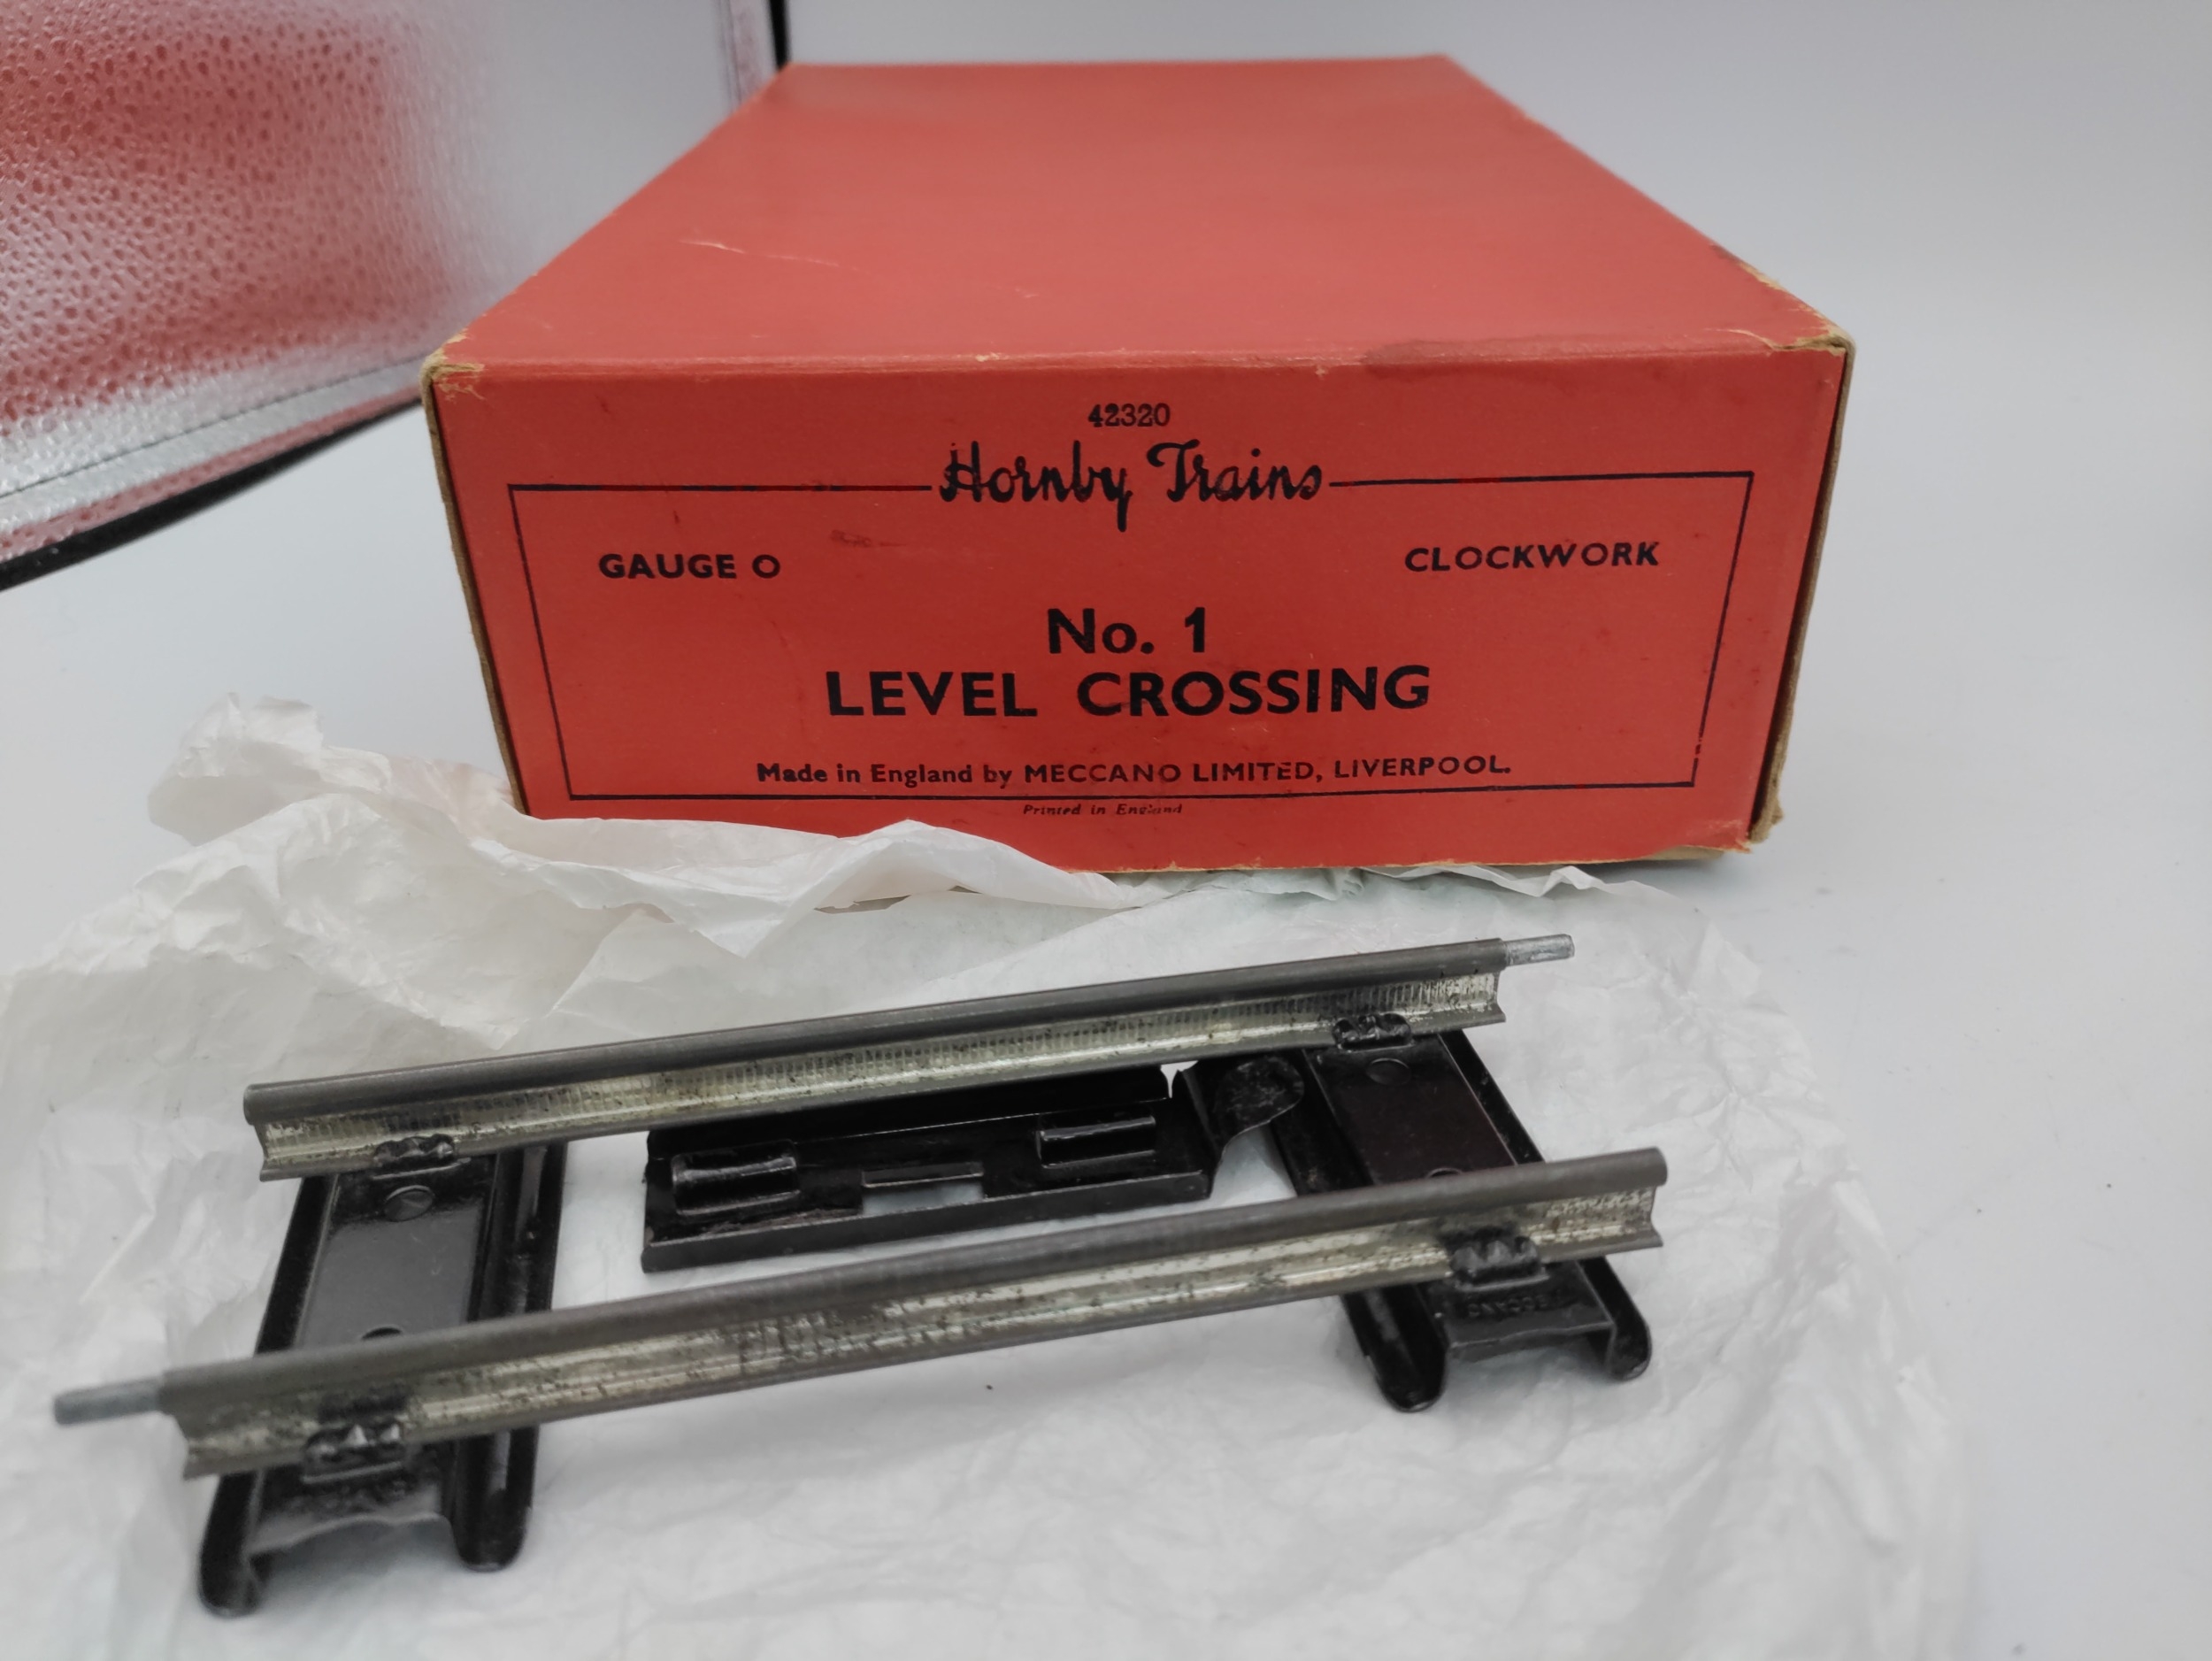 42320
Hornby Trains
GAUGE O CLOCKWORK
No. 1
LEVEL CROSSING
Made in England by MECCANO LIMITED, LIVERPOOL.
Printed in England
MECCANO